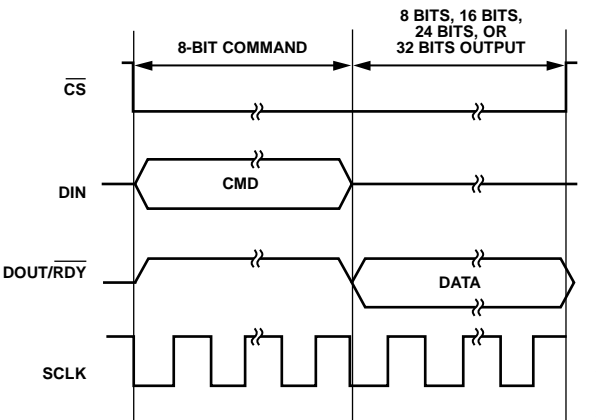 8 BITS, 16 BITS,
24 BITS, OR
32 BITS OUTPUT
8-BIT COMMAND
CS
DIN
CMD
DOUT/RDY
DATA
SCLK